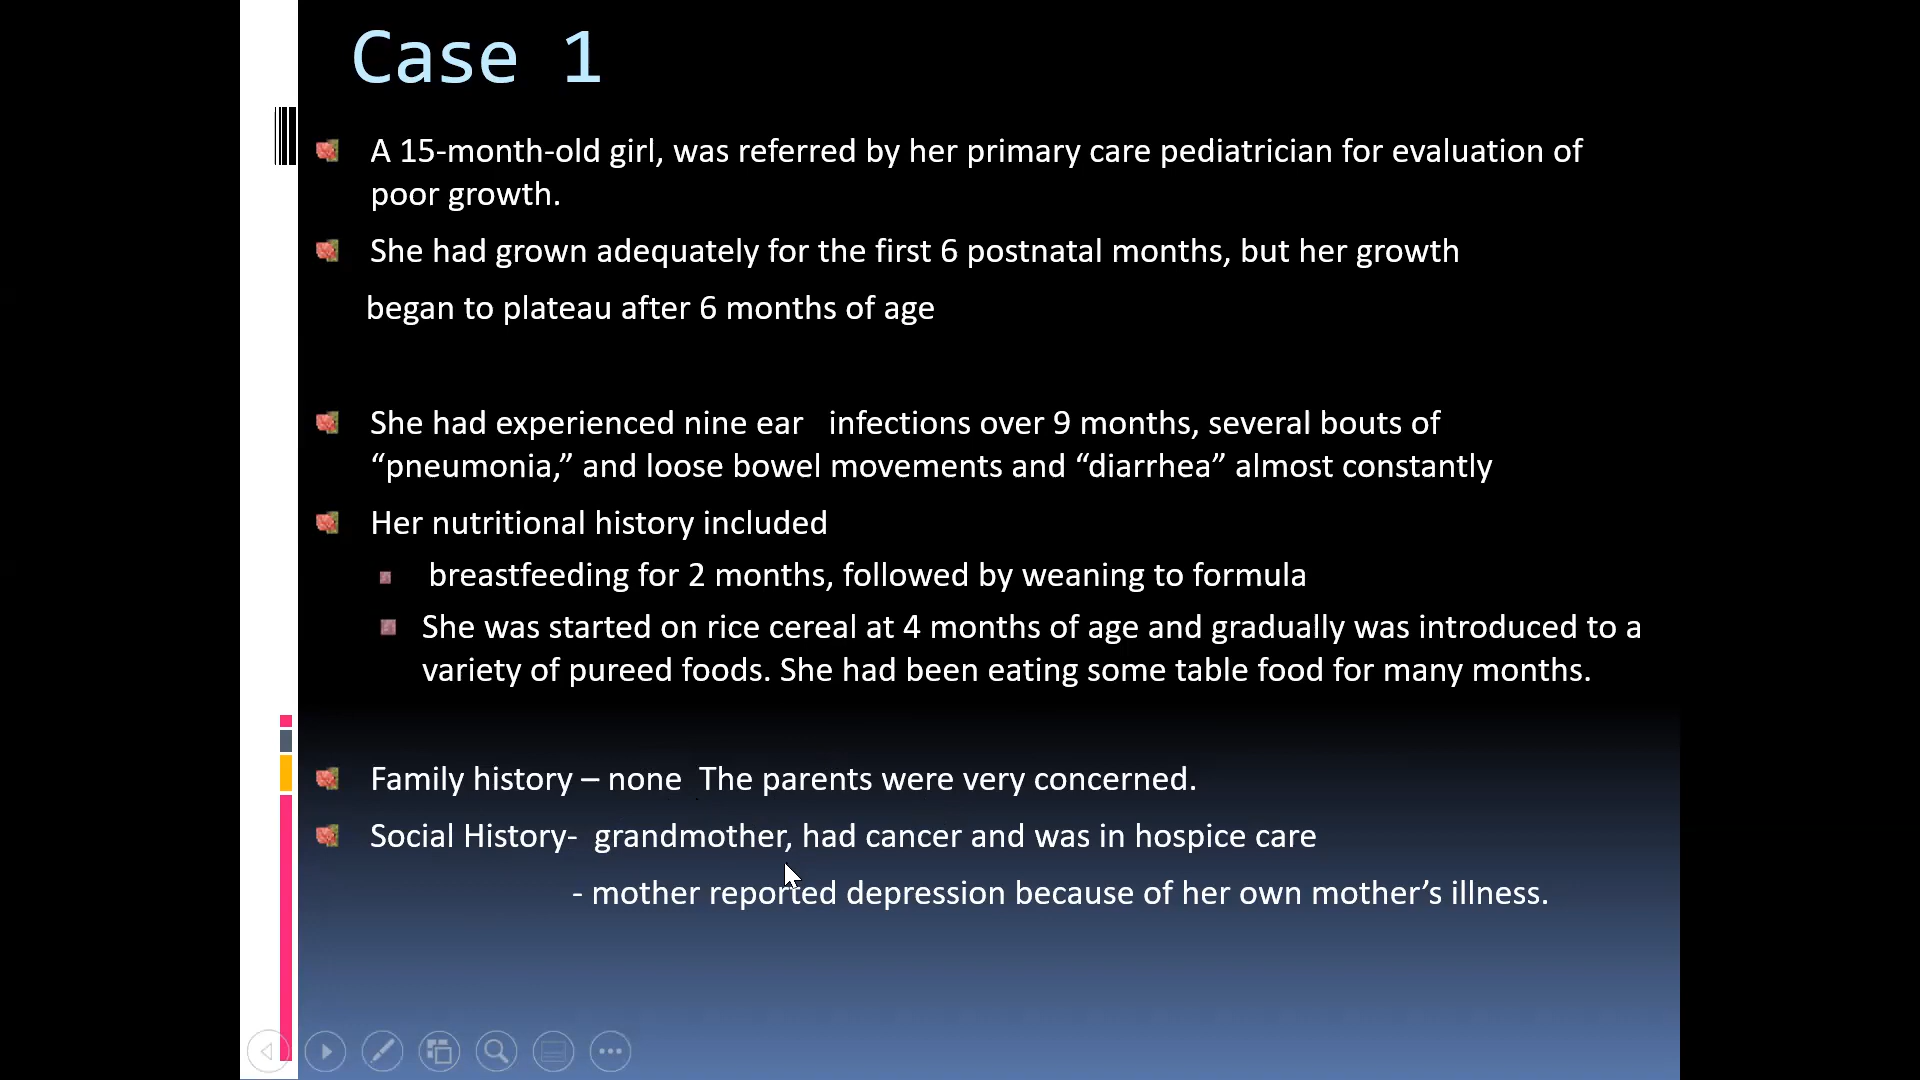 Case 1
A 15-month-old girl, was referred by her primary care pediatrician for evaluation of
poor growth.
She had grown adequately for the first 6 postnatal months, but her growth
began to plateau after 6 months of age
She had experienced nine ear infections over 9 months, several bouts of
“pneumonia,” and loose bowel movements and “diarrhea” almost constantly
Her nutritional history included
breastfeeding for 2 months, followed by weaning to formula
She was started on rice cereal at 4 months of age and gradually was introduced to a
variety of pureed foods. She had been eating some table food for many months.
Family history – none The parents were very concerned.
Social History- grandmother, had cancer and was in hospice care
- mother reported depression because of her own mother’s illness.